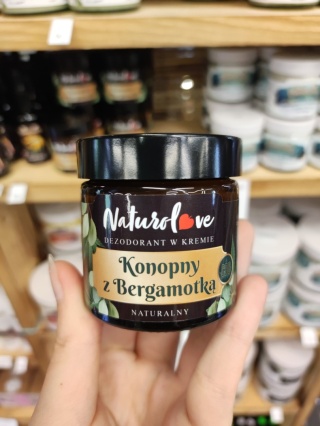 Naturolove
DEZODORANT W KREMIE
Konopny
z Bergamotką
NATURALNY